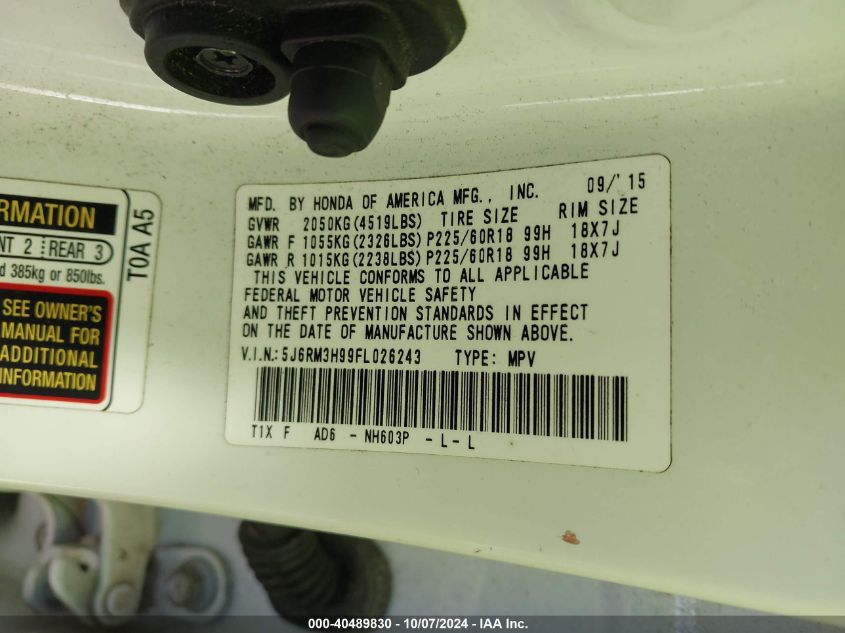 MFD. BY HONDA OF AMERICA MFG., INC. 09/'15
GVWR 2050KG(4519LBS) TIRE SIZE RIM SIZE
GAWR F 1055KG(2326LBS) P225/60R18 99H 18X7J
GAWR R 1015KG(2238LBS) P225/60R18 99H 18X7J
THIS VEHICLE CONFORMS TO ALL APPLICABLE
FEDERAL MOTOR VEHICLE SAFETY
AND THEFT PREVENTION STANDARDS IN EFFECT
ON THE DATE OF MANUFACTURE SHOWN ABOVE.
V.I.N.: 5J6RM3H99FL026243 TYPE: MPV
T1X F AD6 - NH603P - L - L
RMATION
NT 2 REAR 3
d 385kg or 850lbs.
SEE OWNER'S
MANUAL FOR
ADDITIONAL
INFORMATION
T0A A5
000-40489830 - 10/07/2024 - IAA Inc.